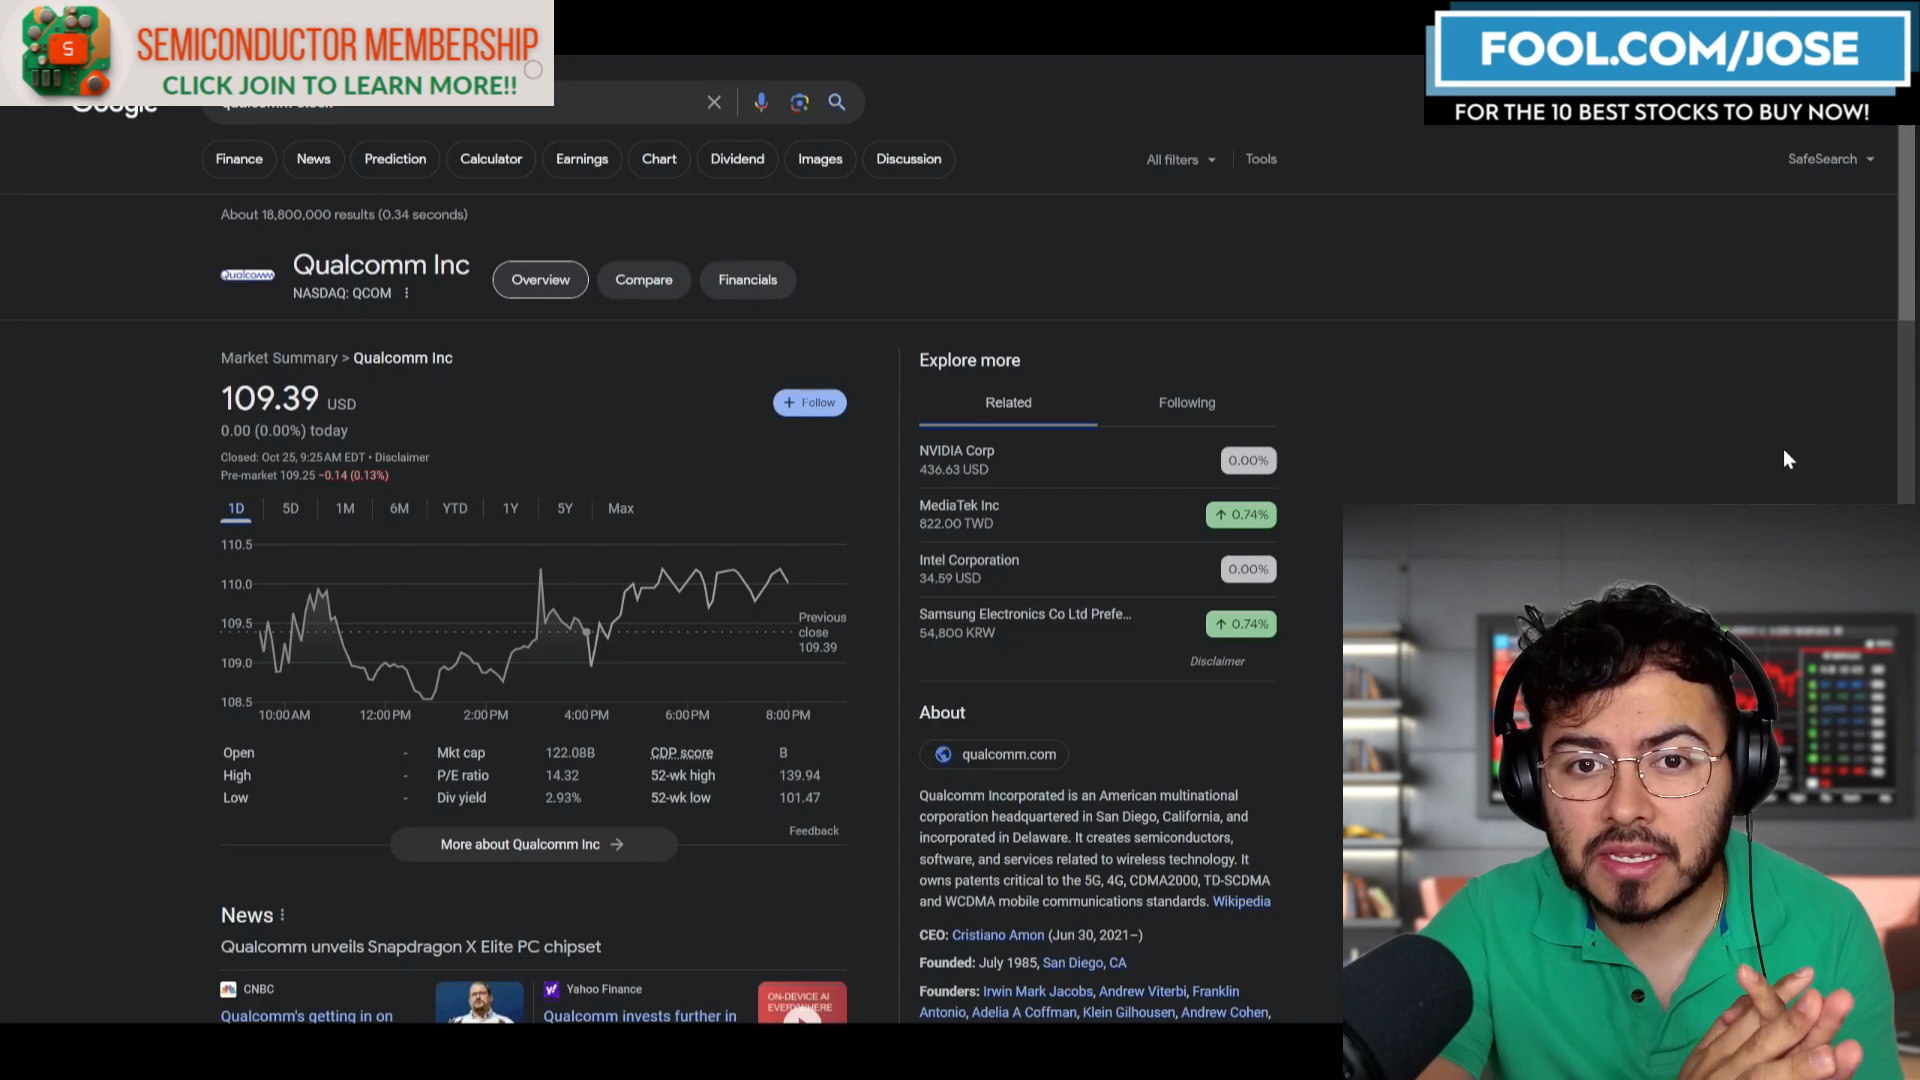 SEMICONDUCTOR MEMBERSHIP
CLICK JOIN TO LEARN MORE!!
S
FOOL.COM/JOSE
FOR THE 10 BEST STOCKS TO BUY NOW!
Google
Finance
News
Prediction
Calculator
Earnings
Chart
Dividend
Images
Discussion
All filters
Tools
SafeSearch
About 18,800,000 results (0.34 seconds)
Qualcomm
Qualcomm Inc
NASDAQ: QCOM
Overview
Compare
Financials
Market Summary > Qualcomm Inc
109.39 USD
+ Follow
0.00 (0.00%) today
Closed: Oct 25, 9:25 AM EDT • Disclaimer
Pre-market 109.25 −0.14 (0.13%)
1D
5D
1M
6M
YTD
1Y
5Y
Max
110.5
110.0
109.5
109.0
108.5
Previous
close
109.39
10:00 AM
12:00 PM
2:00 PM
4:00 PM
6:00 PM
8:00 PM
Open - Mkt cap 122.08B CDP score B
High - P/E ratio 14.32 52-wk high 139.94
Low - Div yield 2.93% 52-wk low 101.47
Feedback
More about Qualcomm Inc →
News
Qualcomm unveils Snapdragon X Elite PC chipset
CNBC
Qualcomm's getting in on
Yahoo Finance
Qualcomm invests further in
ON-DEVICE AI
EVERYWHERE
Explore more
Related
Following
NVIDIA Corp
436.63 USD
0.00%
MediaTek Inc
822.00 TWD
↑ 0.74%
Intel Corporation
34.59 USD
0.00%
Samsung Electronics Co Ltd Prefe...
54,800 KRW
↑ 0.74%
Disclaimer
About
qualcomm.com
Qualcomm Incorporated is an American multinational
corporation headquartered in San Diego, California, and
incorporated in Delaware. It creates semiconductors,
software, and services related to wireless technology. It
owns patents critical to the 5G, 4G, CDMA2000, TD-SCDMA
and WCDMA mobile communications standards. Wikipedia
CEO: Cristiano Amon (Jun 30, 2021–)
Founded: July 1985, San Diego, CA
Founders: Irwin Mark Jacobs, Andrew Viterbi, Franklin
Antonio, Adelia A Coffman, Klein Gilhousen, Andrew Cohen,